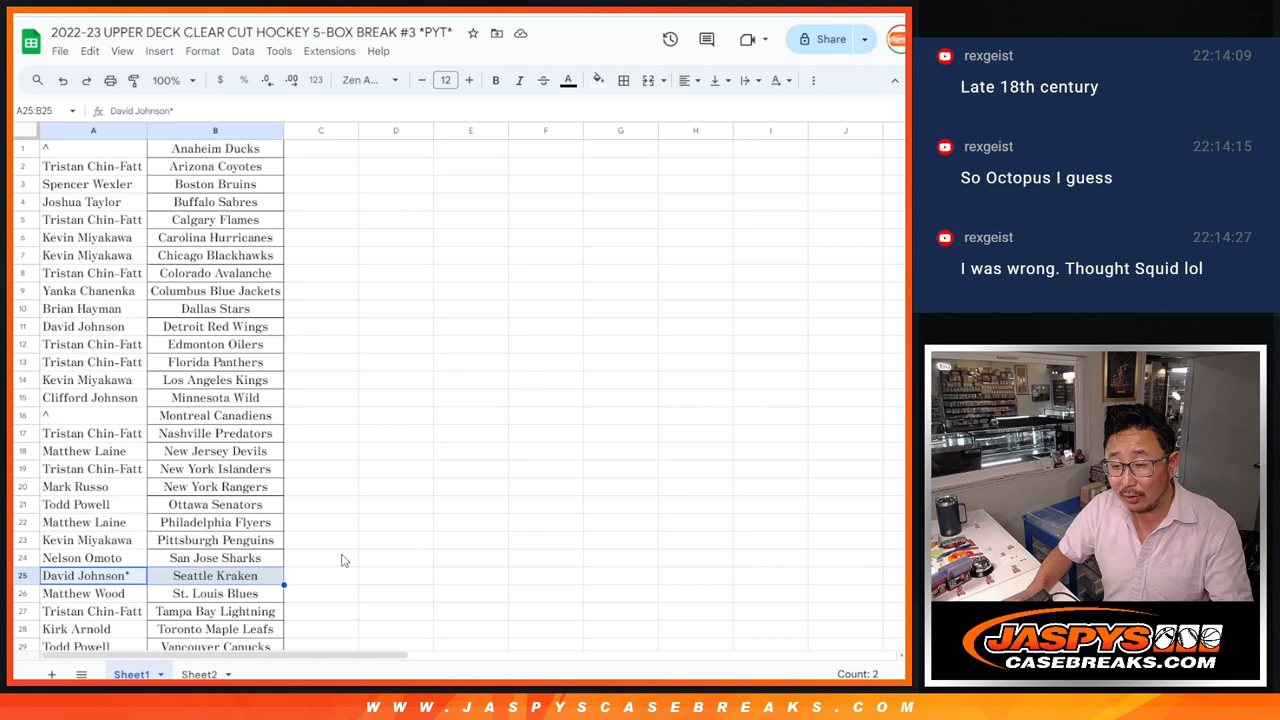 2022-23 UPPER DECK CLEAR CUT HOCKEY 5-BOX BREAK #3 *PYT*
File Edit View Insert Format Data Tools Extensions Help
Share
100% $ % .0 .00 123 Zen A... 12 B I A
A25:B25 David Johnson*
A B C D E F G H I J
1 ^ Anaheim Ducks
2 Tristan Chin-Fatt Arizona Coyotes
3 Spencer Wexler Boston Bruins
4 Joshua Taylor Buffalo Sabres
5 Tristan Chin-Fatt Calgary Flames
6 Kevin Miyakawa Carolina Hurricanes
7 Kevin Miyakawa Chicago Blackhawks
8 Tristan Chin-Fatt Colorado Avalanche
9 Yanka Chanenka Columbus Blue Jackets
10 Brian Hayman Dallas Stars
11 David Johnson Detroit Red Wings
12 Tristan Chin-Fatt Edmonton Oilers
13 Tristan Chin-Fatt Florida Panthers
14 Kevin Miyakawa Los Angeles Kings
15 Clifford Johnson Minnesota Wild
16 ^ Montreal Canadiens
17 Tristan Chin-Fatt Nashville Predators
18 Matthew Laine New Jersey Devils
19 Tristan Chin-Fatt New York Islanders
20 Mark Russo New York Rangers
21 Todd Powell Ottawa Senators
22 Matthew Laine Philadelphia Flyers
23 Kevin Miyakawa Pittsburgh Penguins
24 Nelson Omoto San Jose Sharks
25 David Johnson* Seattle Kraken
26 Matthew Wood St. Louis Blues
27 Tristan Chin-Fatt Tampa Bay Lightning
28 Kirk Arnold Toronto Maple Leafs
29 Todd Powell Vancouver Canucks
Sheet1 Sheet2 Count: 2
rexgeist 22:14:09
Late 18th century
rexgeist 22:14:15
So Octopus I guess
rexgeist 22:14:27
I was wrong. Thought Squid lol
JASPYS
CASEBREAKS.COM
WWW.JASPYSCASEBREAKS.COM